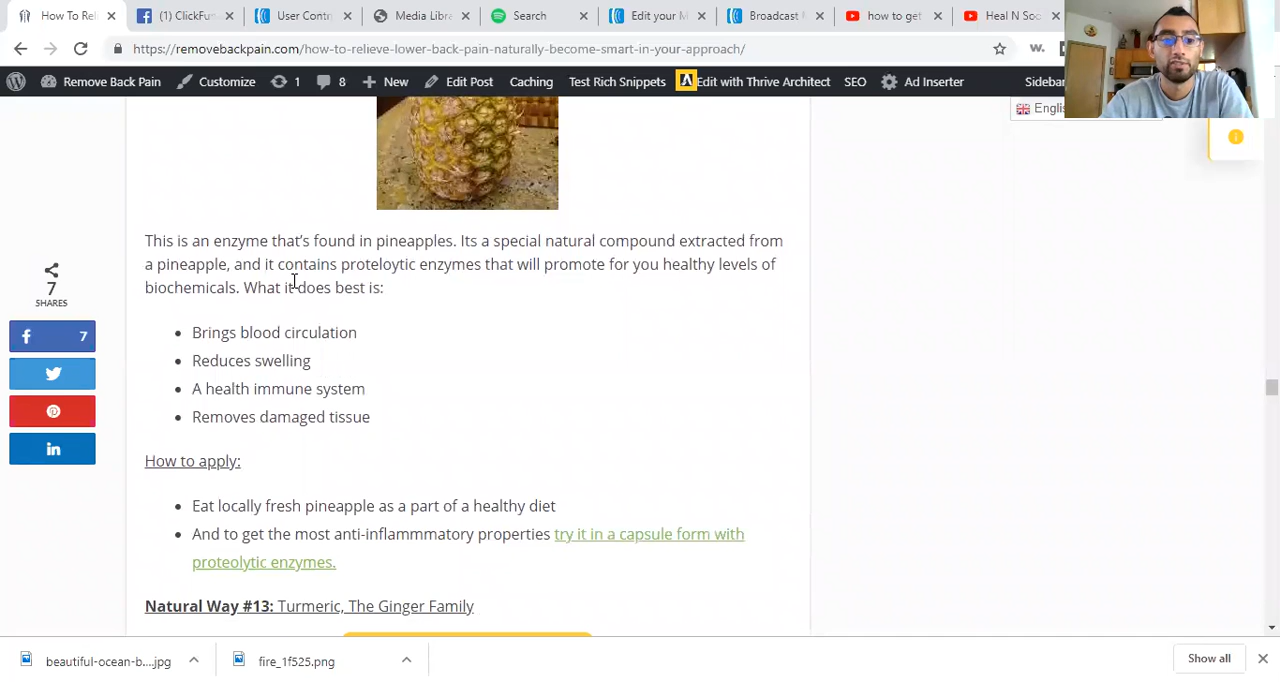 How To Reli
(1) ClickFun
User Contr
Media Libra
Search
Edit your M
Broadcast
how to get
Heal N Soo
https://removebackpain.com/how-to-relieve-lower-back-pain-naturally-become-smart-in-your-approach/
Remove Back Pain Customize 1 8 New Edit Post Caching Test Rich Snippets Edit with Thrive Architect SEO Ad Inserter Sidebar
Englis
This is an enzyme that's found in pineapples. Its a special natural compound extracted from
a pineapple, and it contains proteloytic enzymes that will promote for you healthy levels of
biochemicals. What it does best is:
7
SHARES
7
Brings blood circulation
Reduces swelling
A health immune system
Removes damaged tissue
How to apply:
Eat locally fresh pineapple as a part of a healthy diet
And to get the most anti-inflammmatory properties try it in a capsule form with
proteolytic enzymes.
Natural Way #13: Turmeric, The Ginger Family
beautiful-ocean-b....jpg
fire_1f525.png
Show all